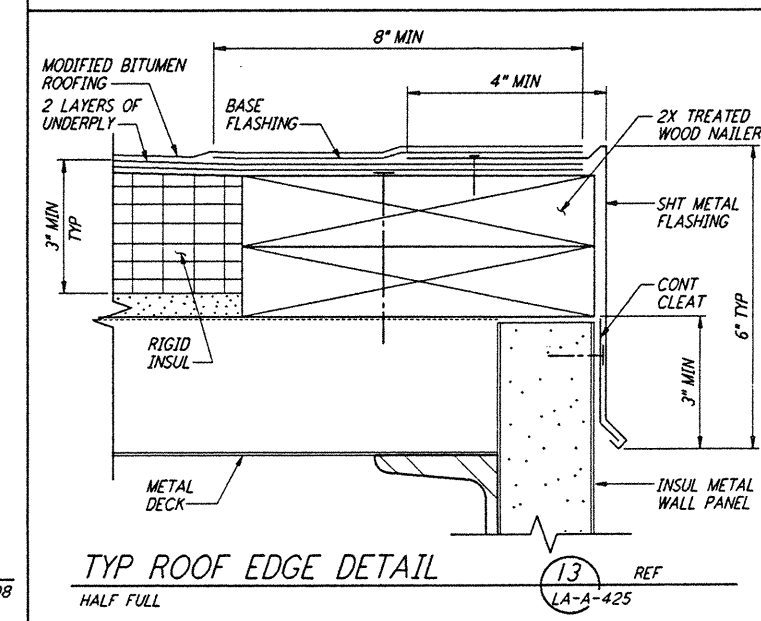 8" MIN
MODIFIED BITUMEN
ROOFING
4" MIN
2 LAYERS OF
UNDERPLY
BASE
FLASHING
2X TREATED
WOOD NAILER
3" MIN
TYP
SHT METAL
FLASHING
CONT
CLEAT
6" TYP
RIGID
INSUL
3" MIN
METAL
DECK
INSUL METAL
WALL PANEL
TYP ROOF EDGE DETAIL
13
REF
HALF FULL
LA-A-425